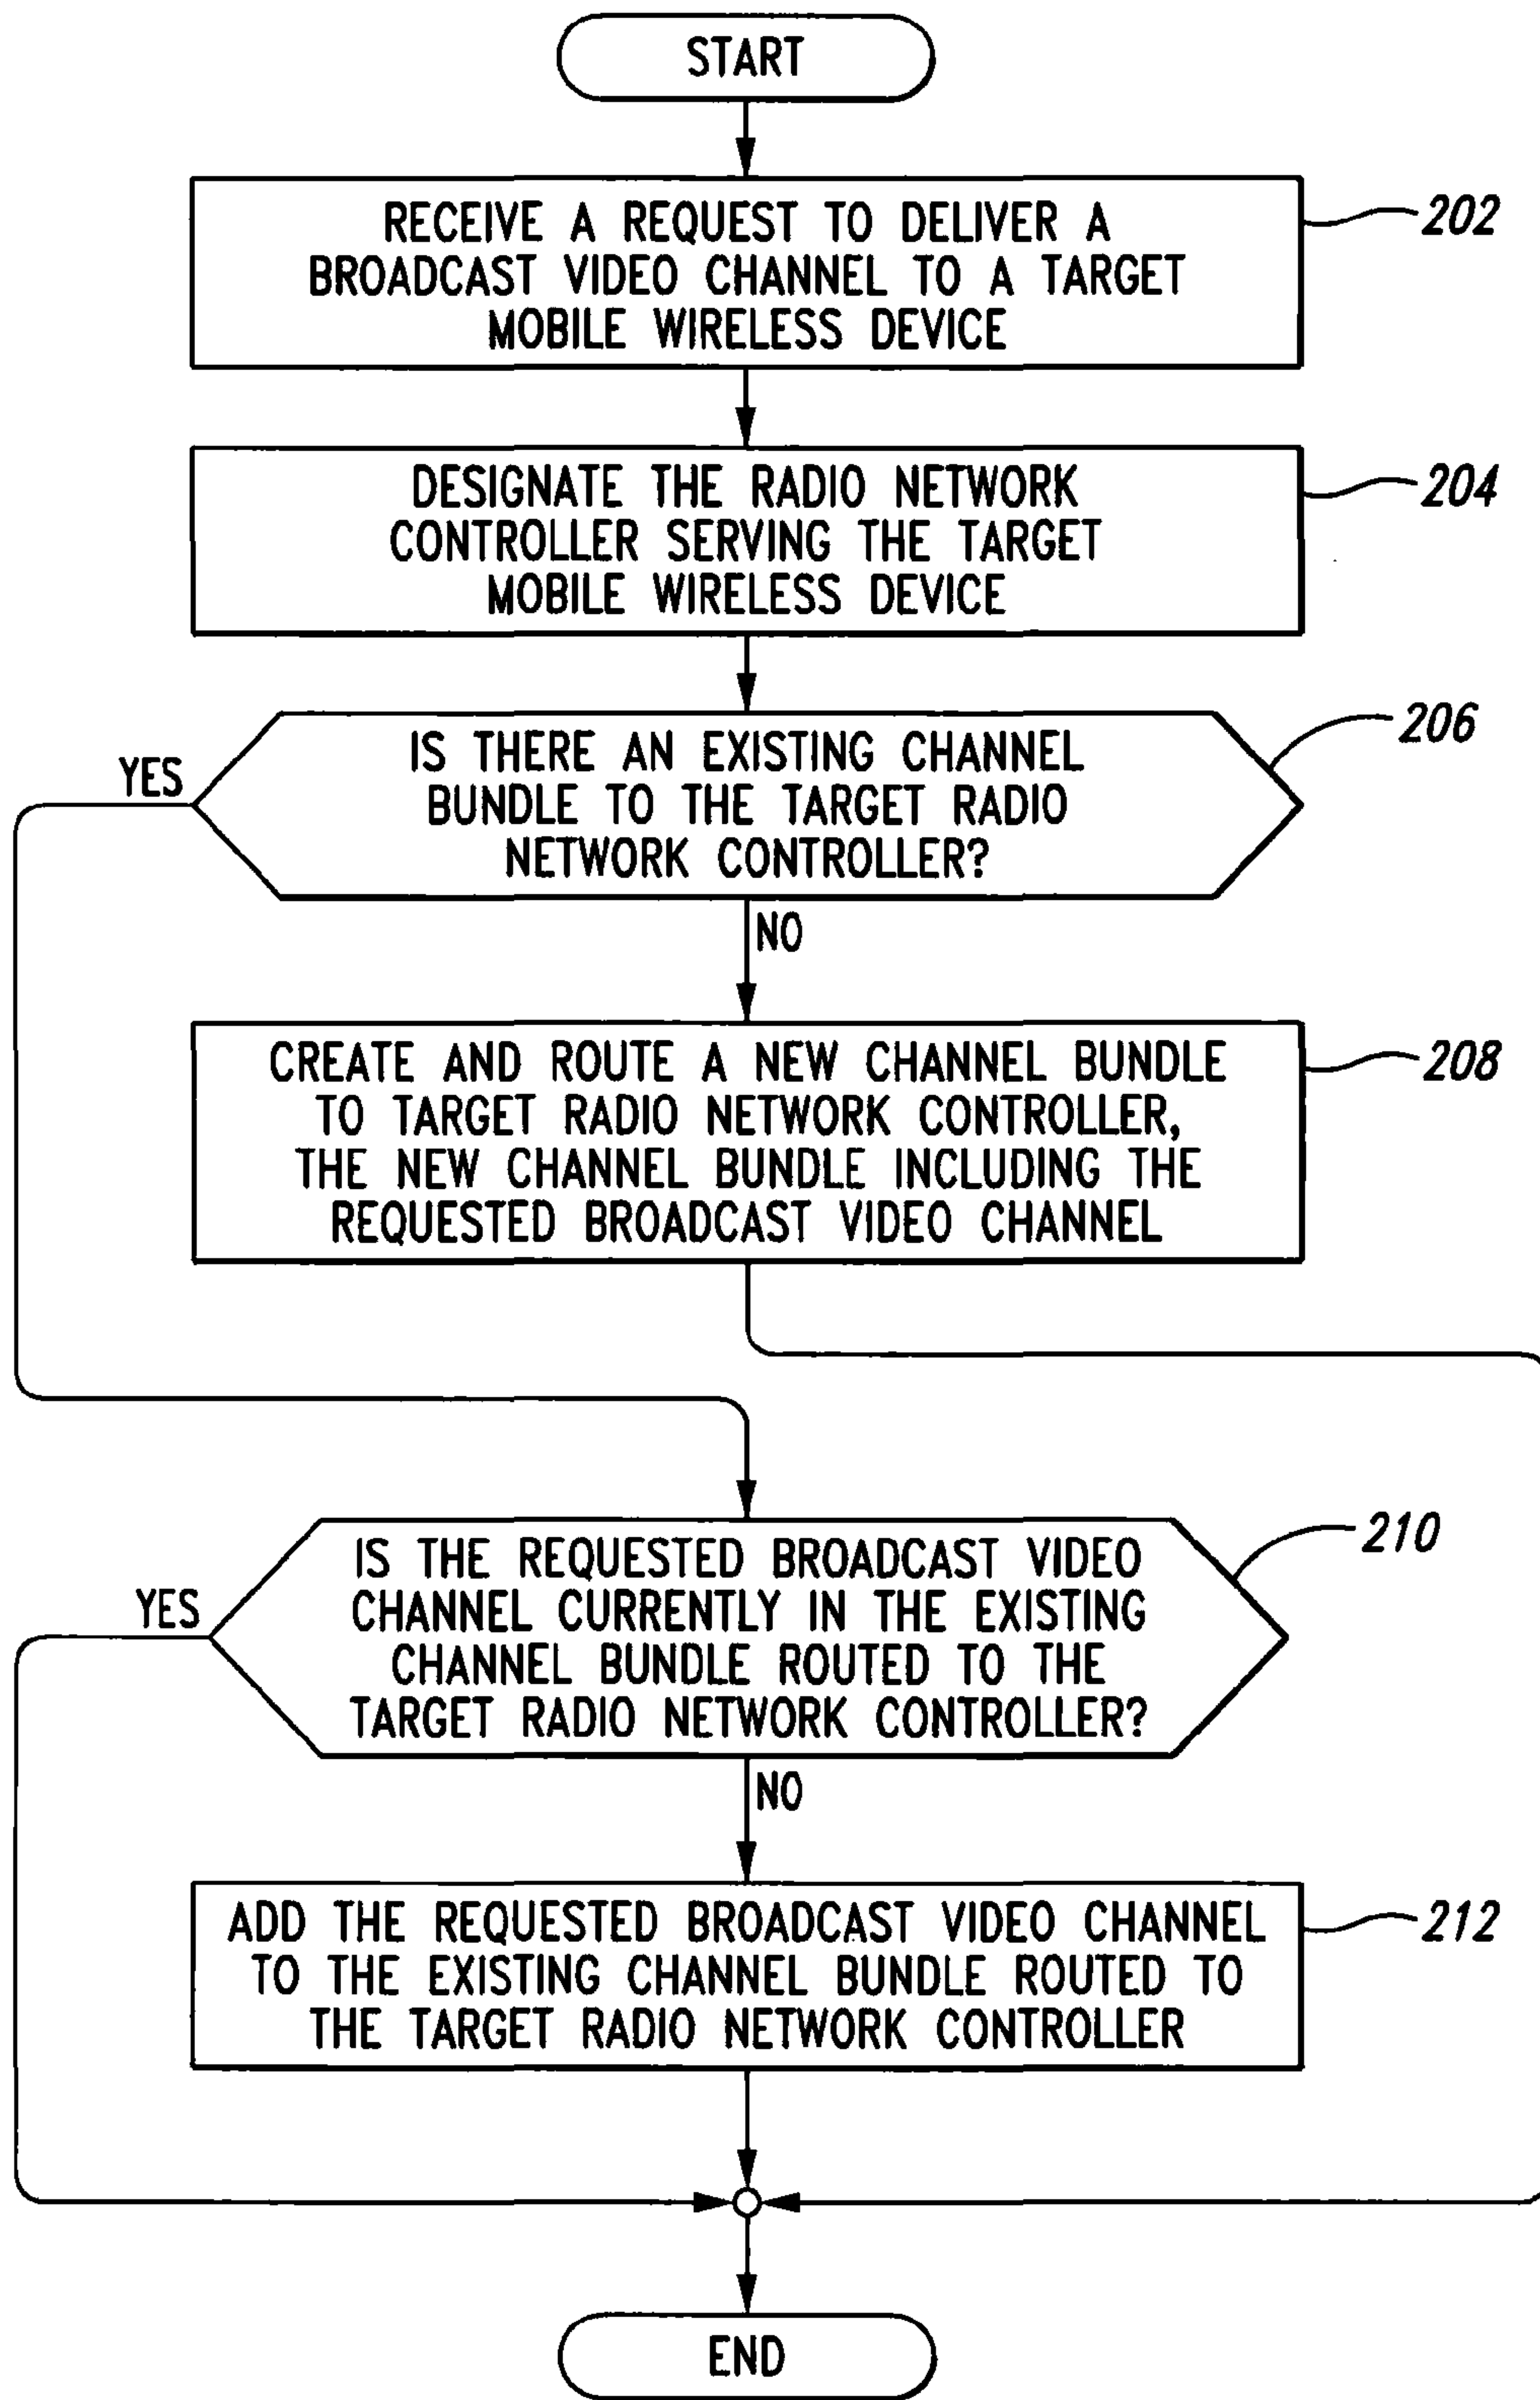 START
RECEIVE A REQUEST TO DELIVER A
BROADCAST VIDEO CHANNEL TO A TARGET
MOBILE WIRELESS DEVICE
202
DESIGNATE THE RADIO NETWORK
CONTROLLER SERVING THE TARGET
MOBILE WIRELESS DEVICE
204
IS THERE AN EXISTING CHANNEL
BUNDLE TO THE TARGET RADIO
NETWORK CONTROLLER?
206
YES
NO
CREATE AND ROUTE A NEW CHANNEL BUNDLE
TO TARGET RADIO NETWORK CONTROLLER,
THE NEW CHANNEL BUNDLE INCLUDING THE
REQUESTED BROADCAST VIDEO CHANNEL
208
IS THE REQUESTED BROADCAST VIDEO
CHANNEL CURRENTLY IN THE EXISTING
CHANNEL BUNDLE ROUTED TO THE
TARGET RADIO NETWORK CONTROLLER?
210
YES
NO
ADD THE REQUESTED BROADCAST VIDEO CHANNEL
TO THE EXISTING CHANNEL BUNDLE ROUTED TO
THE TARGET RADIO NETWORK CONTROLLER
212
END